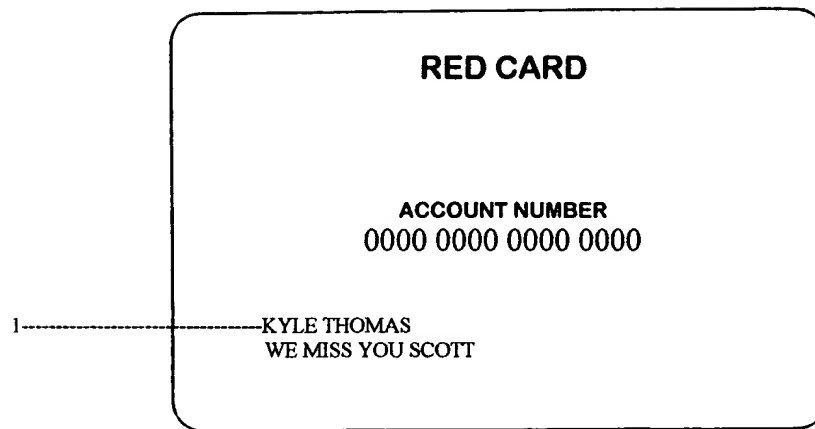 RED CARD
ACCOUNT NUMBER
0000 0000 0000 0000
1 KYLE THOMAS
WE MISS YOU SCOTT